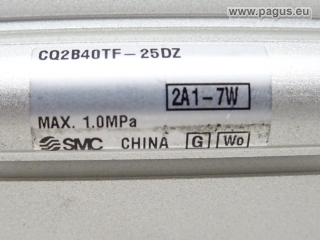 www.pagus.eu
CQ2B40TF-25DZ
2A1-7W
MAX. 1.0MPa
SMC CHINA G Wo